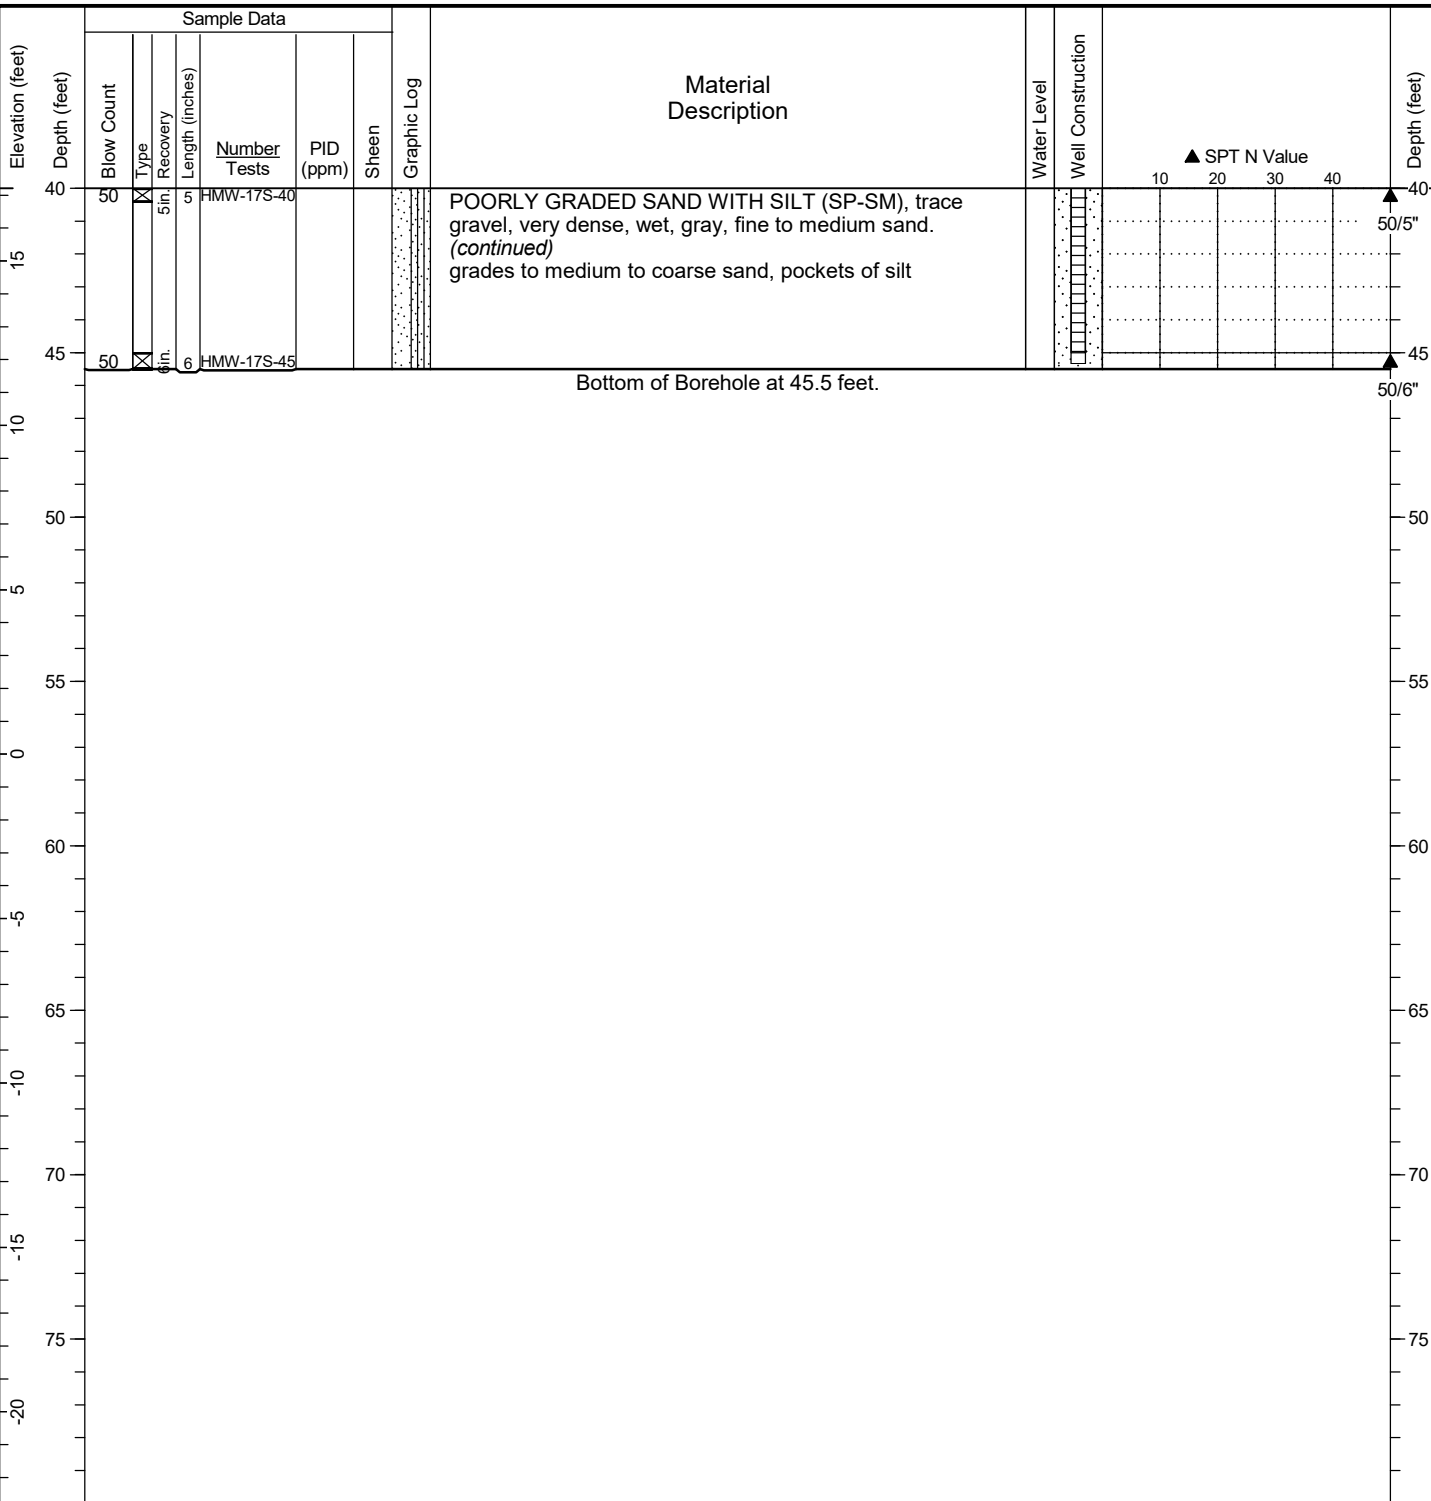 Sample Data
Elevation (feet)
Depth (feet)
Blow Count
Type
Recovery
Length (inches)
Number
Tests
PID
(ppm)
Sheen
Graphic Log
Material
Description
Water Level
Well Construction
▲ SPT N Value
10 20 30 40
Depth (feet)
40 50 5in. 5 HMW-17S-40 40
POORLY GRADED SAND WITH SILT (SP-SM), trace
gravel, very dense, wet, gray, fine to medium sand.
(continued)
grades to medium to coarse sand, pockets of silt
50/5"
15
45 50 6in. 6 HMW-17S-45 45
Bottom of Borehole at 45.5 feet.
50/6"
10
50 50
5
55 55
0
60 60
-5
65 65
-10
70 70
-15
75 75
-20